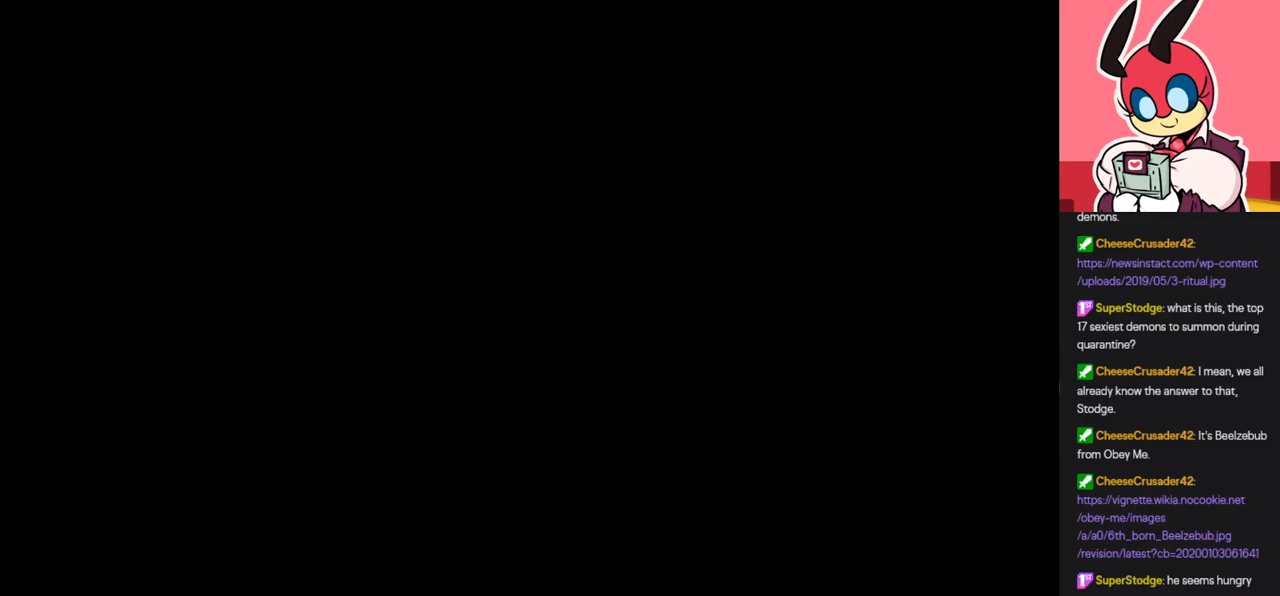 demons.
CheeseCrusader42:
https://newsinstact.com/wp-content
/uploads/2019/05/3-ritual.jpg
1ST SuperStodge: what is this, the top
17 sexiest demons to summon during
quarantine?
CheeseCrusader42: I mean, we all
already know the answer to that,
Stodge.
CheeseCrusader42: It's Beelzebub
from Obey Me.
CheeseCrusader42:
https://vignette.wikia.nocookie.net
/obey-me/images
/a/a0/6th_born_Beelzebub.jpg
/revision/latest?cb=20200103061641
1ST SuperStodge: he seems hungry